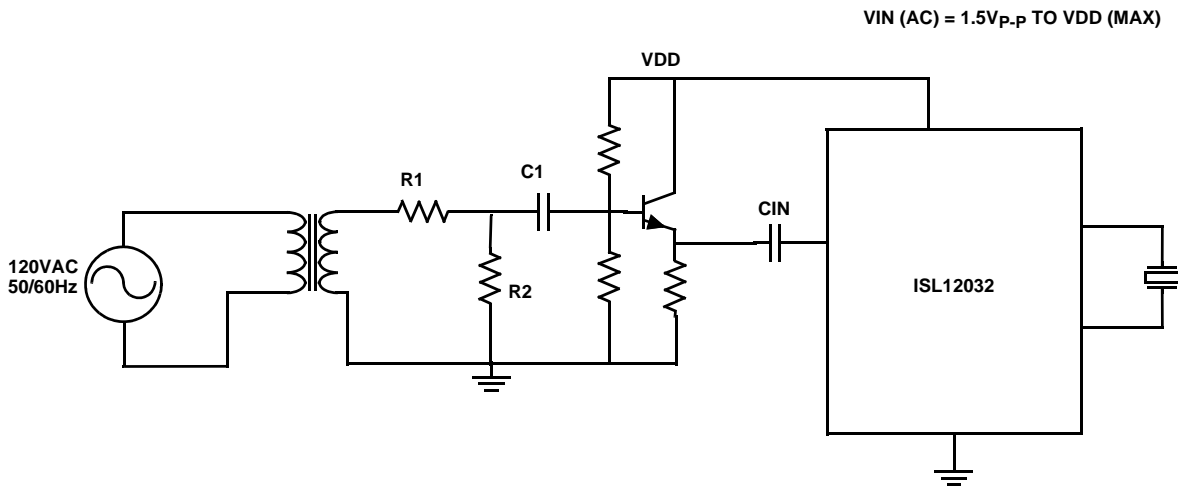 VIN (AC) = 1.5VP-P TO VDD (MAX)
VDD
R1
C1
CIN
120VAC
50/60Hz
R2
ISL12032